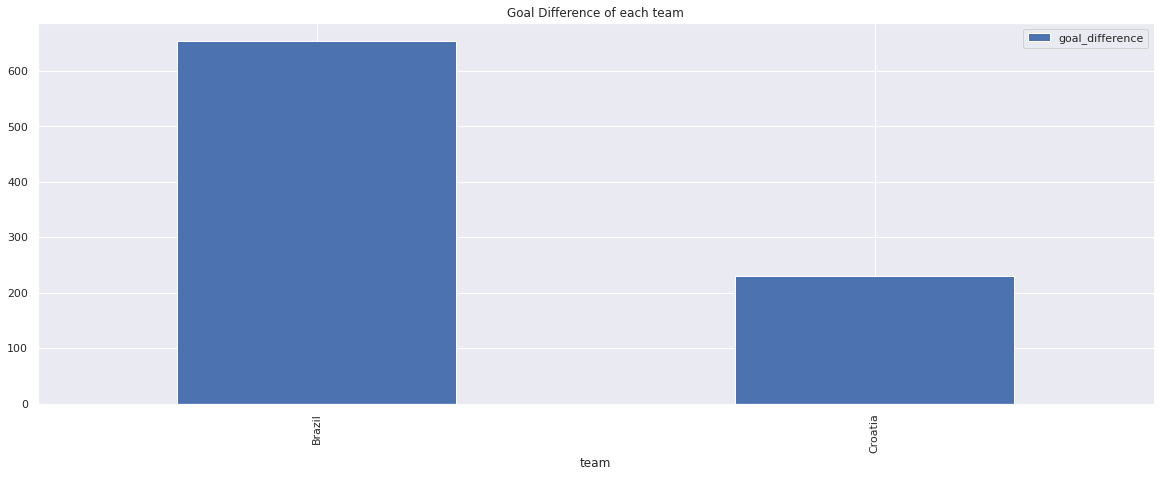 Goal Difference of each team
goal_difference
600
500
400
300
200
100
0
Brazil
Croatia
team